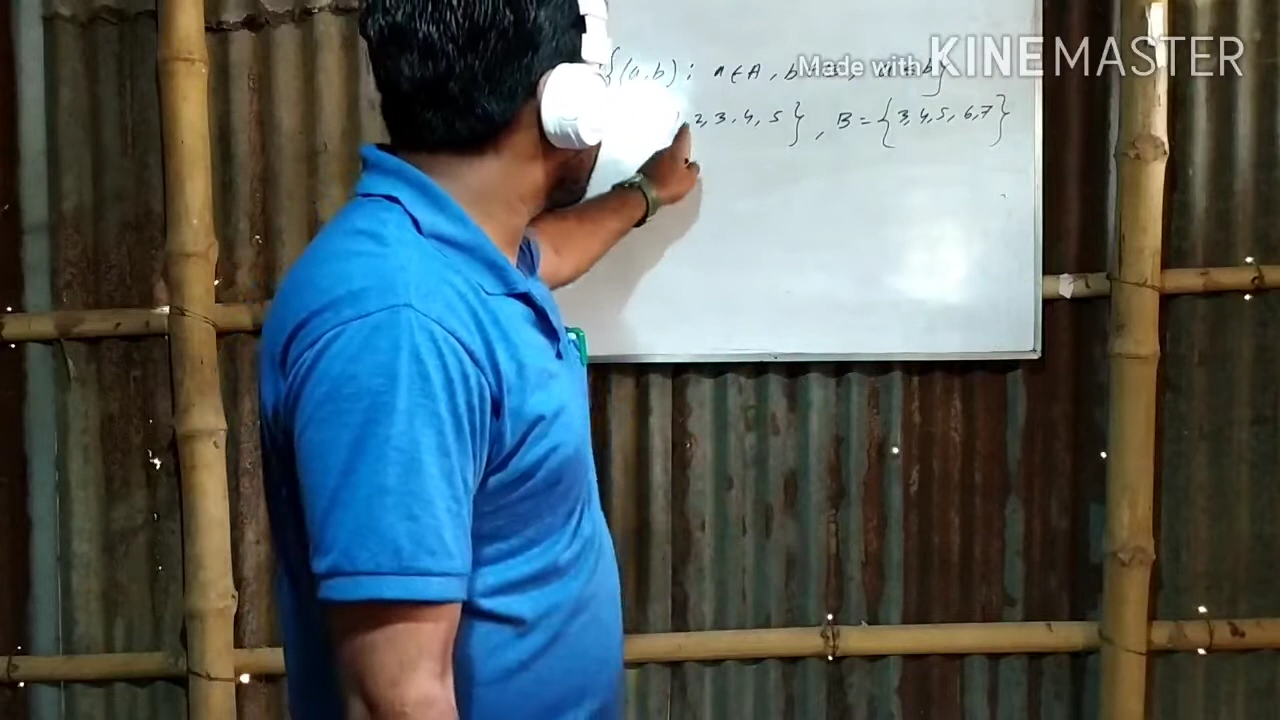 Made with KINEMASTER
{(a,b) : a ∈ A, b
2, 3, 4, 5}, B = {3, 4, 5, 6, 7}